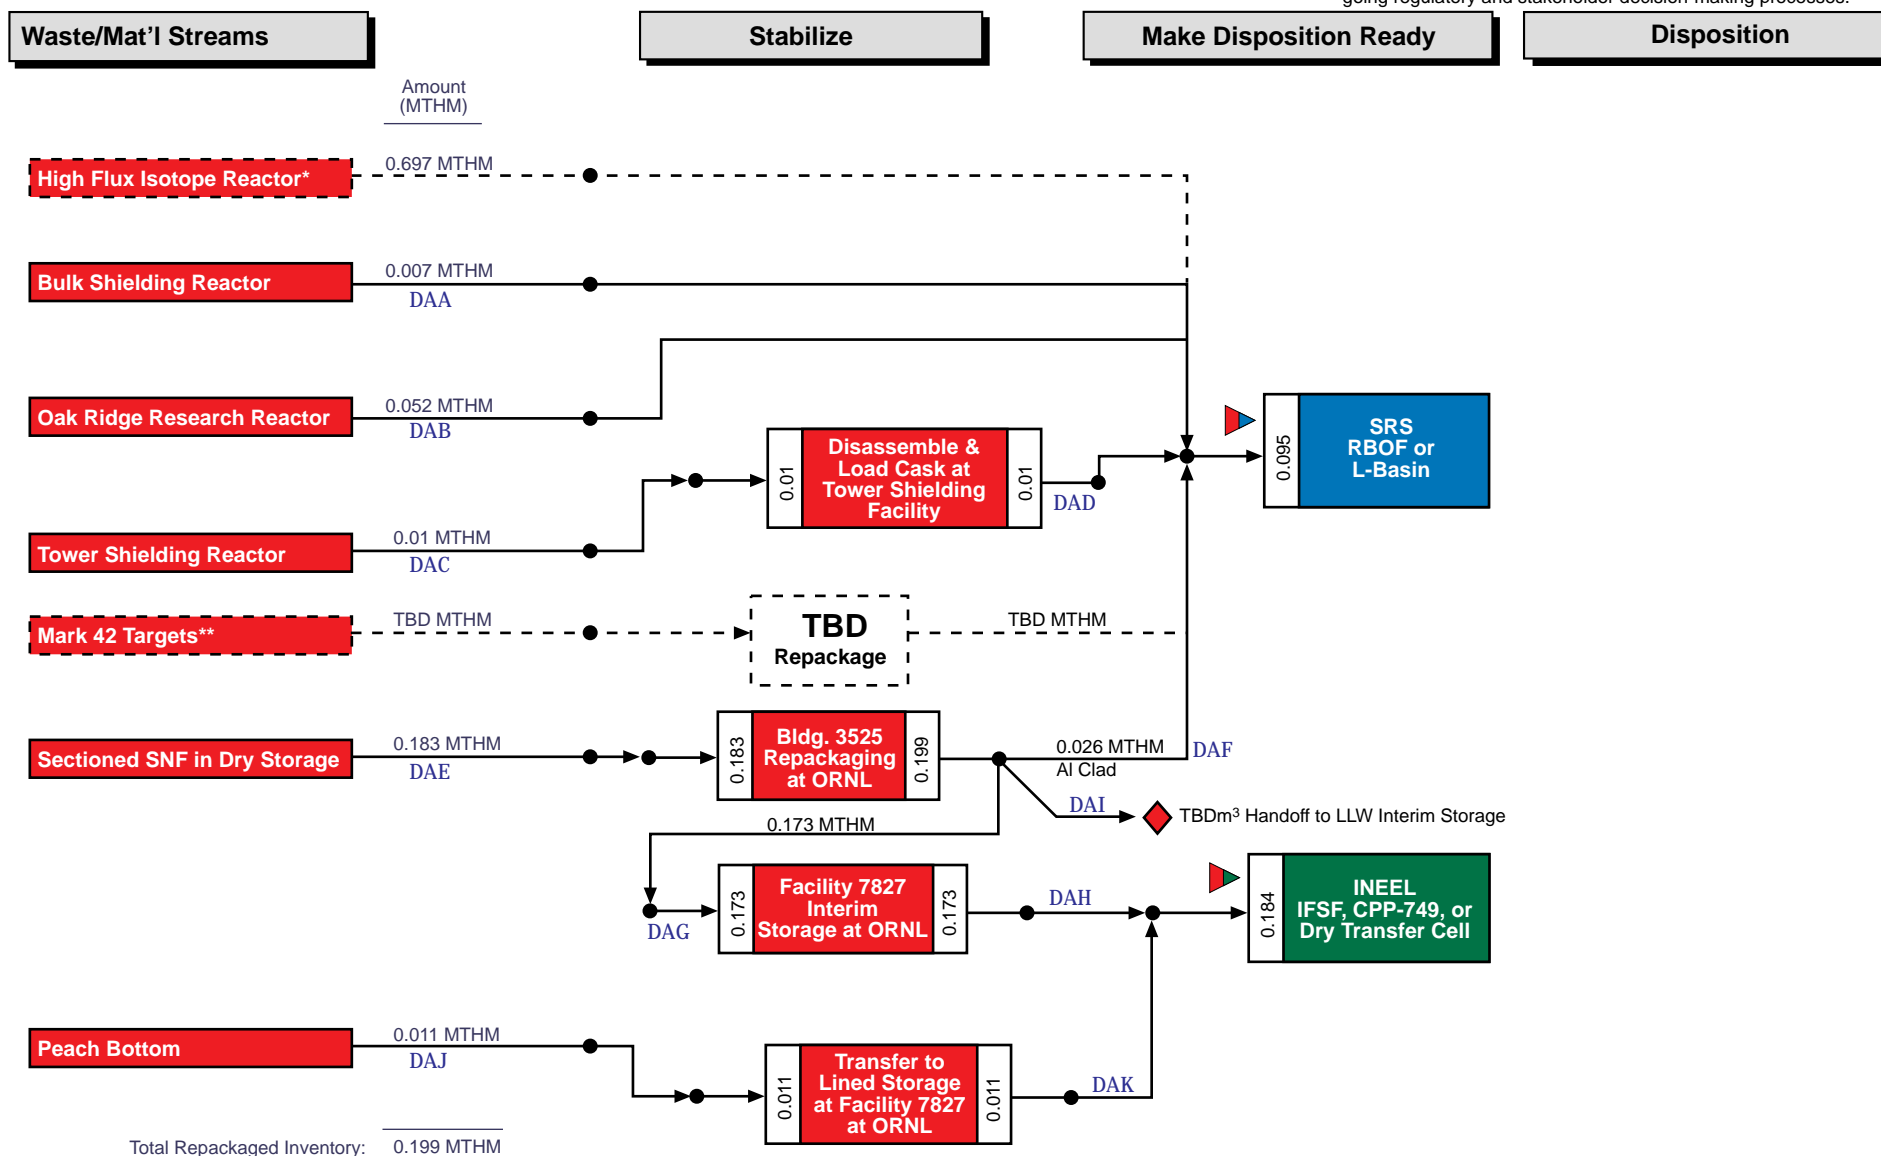 going regulatory and stakeholder decision making processes.
Waste/Mat'l Streams
Stabilize
Make Disposition Ready
Disposition
Amount
(MTHM)
High Flux Isotope Reactor*
0.697 MTHM
Bulk Shielding Reactor
0.007 MTHM
DAA
Oak Ridge Research Reactor
0.052 MTHM
DAB
Tower Shielding Reactor
0.01 MTHM
DAC
0.01
Disassemble &
Load Cask at
Tower Shielding
Facility
0.01
DAD
0.095
SRS
RBOF or
L-Basin
Mark 42 Targets**
TBD MTHM
TBD
Repackage
TBD MTHM
Sectioned SNF in Dry Storage
0.183 MTHM
DAE
0.183
Bldg. 3525
Repackaging
at ORNL
0.199
0.026 MTHM
Al Clad
DAF
DAI
TBDm³ Handoff to LLW Interim Storage
0.173 MTHM
DAG
0.173
Facility 7827
Interim
Storage at ORNL
0.173
DAH
0.184
INEEL
IFSF, CPP-749, or
Dry Transfer Cell
Peach Bottom
0.011 MTHM
DAJ
0.011
Transfer to
Lined Storage
at Facility 7827
at ORNL
0.011
DAK
Total Repackaged Inventory: 0.199 MTHM